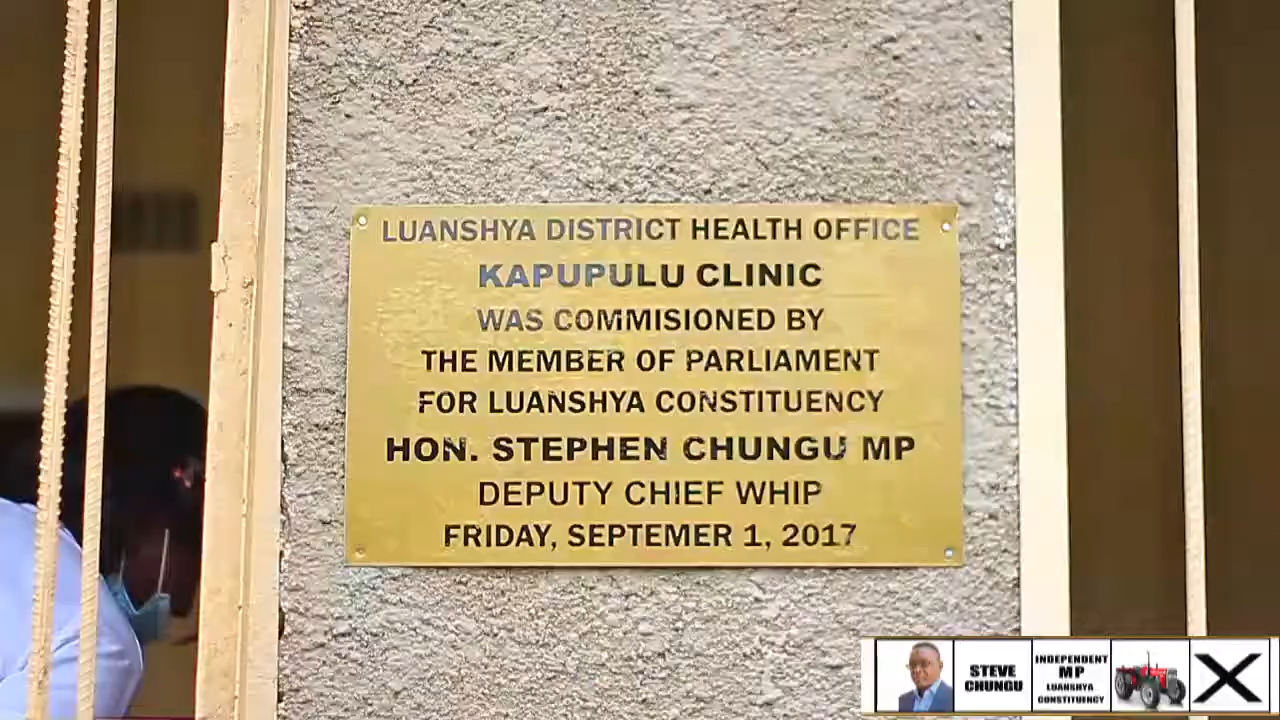 LUANSHYA DISTRICT HEALTH OFFICE
KAPUPULU CLINIC
WAS COMMISIONED BY
THE MEMBER OF PARLIAMENT
FOR LUANSHYA CONSTITUENCY
HON. STEPHEN CHUNGU MP
DEPUTY CHIEF WHIP
FRIDAY, SEPTEMER 1, 2017
STEVE
CHUNGU
INDEPENDENT
MP
LUANSHYA
CONSTITUENCY
X